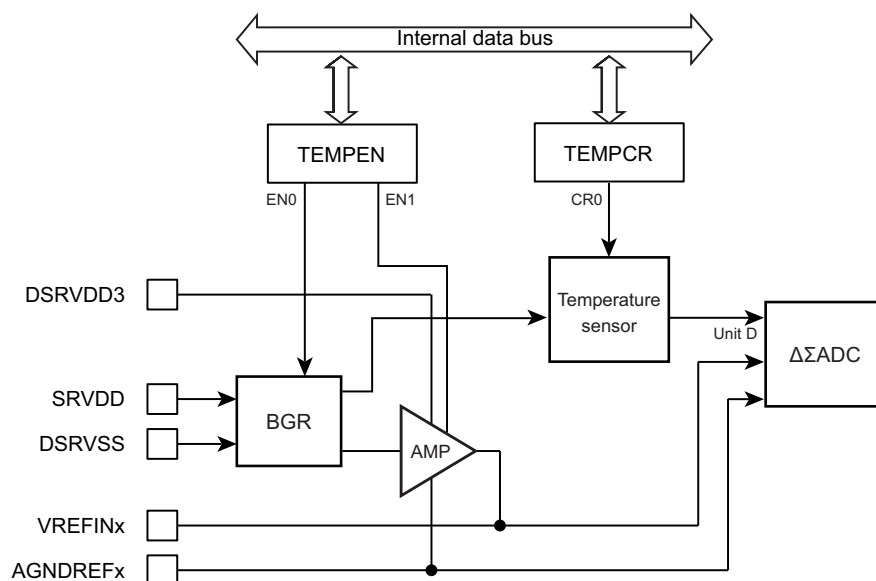 Internal data bus
TEMPEN
TEMPCR
EN0
EN1
CR0
DSRVDD3
Temperature
sensor
Unit D
ΔΣADC
SRVDD
BGR
DSRVSS
AMP
VREFINx
AGNDREFx